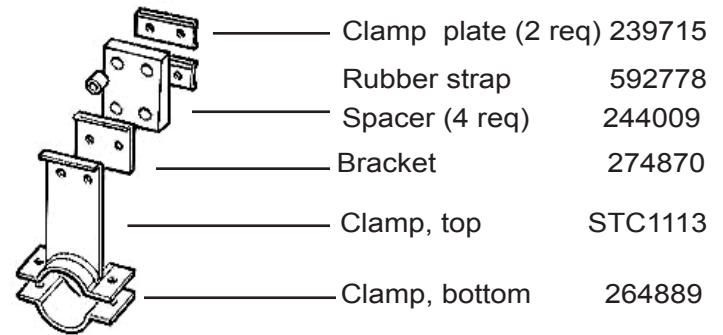 Clamp plate (2 req) 239715
Rubber strap 592778
Spacer (4 req) 244009
Bracket 274870
Clamp, top STC1113
Clamp, bottom 264889